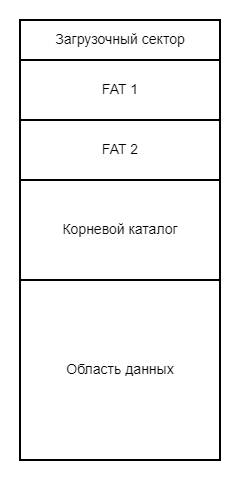 Загрузочный сектор
FAT 1
FAT 2
Корневой каталог
Область данных